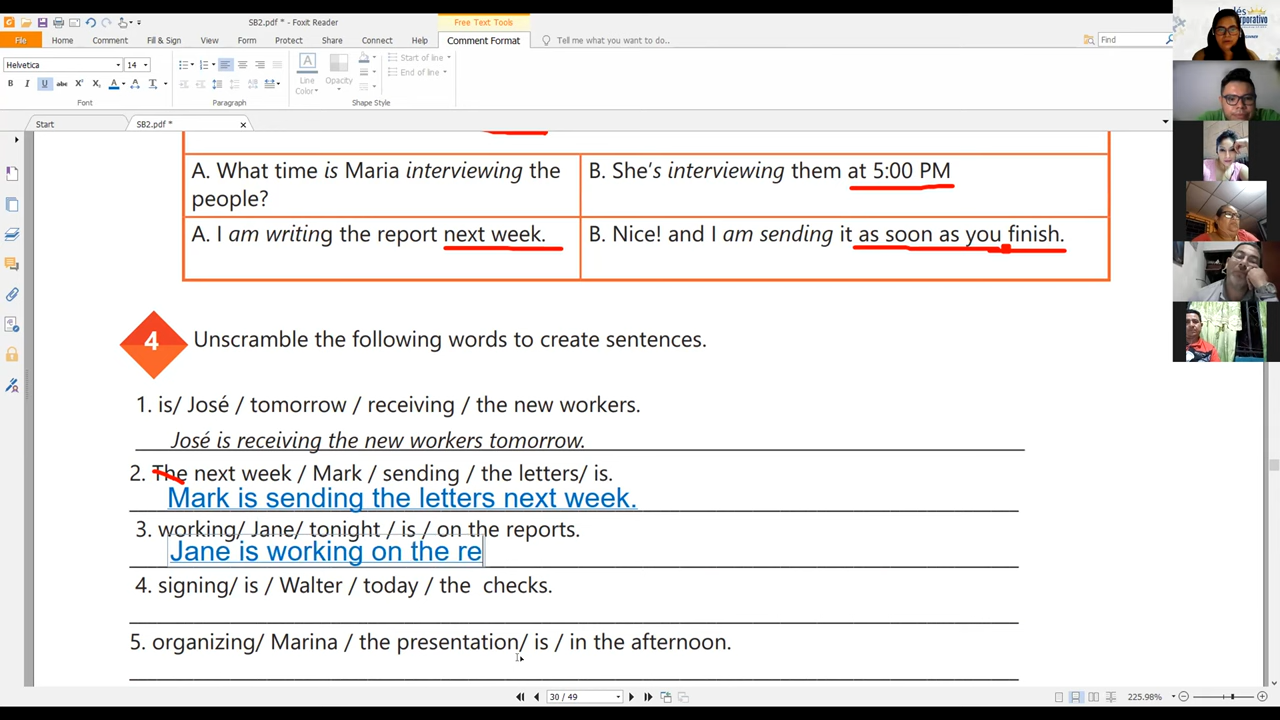 SB2.pdf * - Foxit Reader
Free Text Tools
File Home Comment Fill & Sign View Form Protect Share Connect Help Comment Format Tell me what you want to do.. Find
Helvetica 14 Line Color Opacity Start of line End of line
Font Paragraph Shape Style
Start SB2.pdf *
A. What time is Maria interviewing the people?
B. She's interviewing them at 5:00 PM
A. I am writing the report next week.
B. Nice! and I am sending it as soon as you finish.
4 Unscramble the following words to create sentences.
1. is/ José / tomorrow / receiving / the new workers.
José is receiving the new workers tomorrow.
2. The next week / Mark / sending / the letters/ is.
Mark is sending the letters next week.
3. working/ Jane/ tonight / is / on the reports.
Jane is working on the re
4. signing/ is / Walter / today / the checks.
5. organizing/ Marina / the presentation/ is / in the afternoon.
30 / 49 225.98%